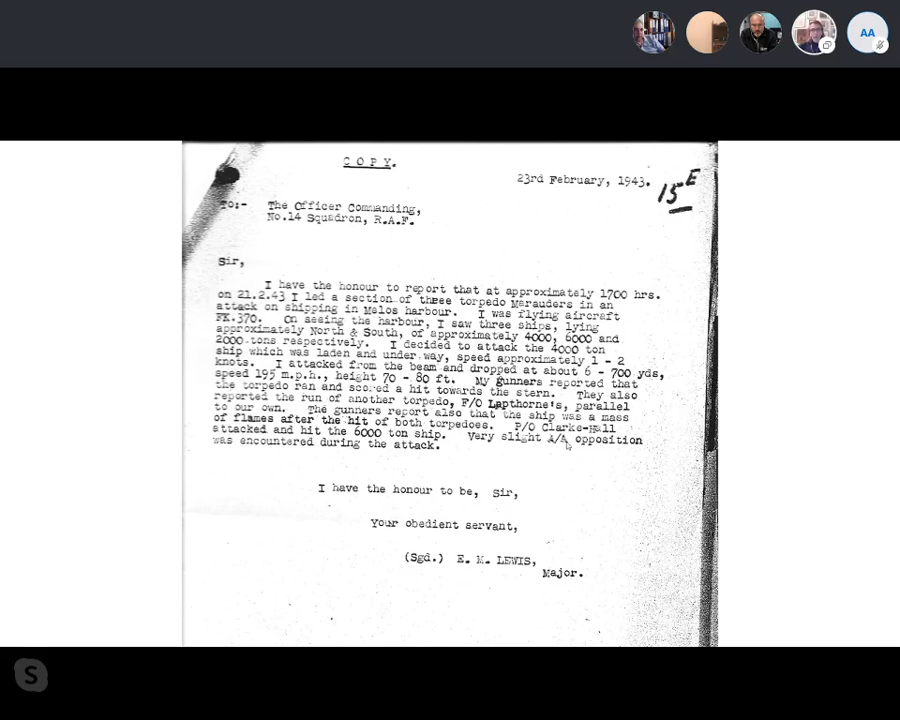 AA
COPY.
23rd February, 1943.
15E
TO:- The Officer Commanding,
No.14 Squadron, R.A.F.
Sir,
I have the honour to report that at approximately 1700 hrs.
on 21.2.43 I led a section of three torpedo Marauders in an
attack on shipping in Melos harbour. I was flying aircraft
FK.370. On seeing the harbour, I saw three ships, lying
approximately North & South, of approximately 4000, 6000 and
2000 tons respectively. I decided to attack the 4000 ton
ship which was laden and under way, speed approximately 1 - 2
knots. I attacked from the beam and dropped at about 6 - 700 yds,
speed 195 m.p.h., height 70 - 80 ft. My gunners reported that
the torpedo ran and scored a hit towards the stern. They also
reported the run of another torpedo, F/O Lapthorne's, parallel
to our own. The gunners report also that the ship was a mass
of flames after the hit of both torpedoes. P/O Clarke-Hall
attacked and hit the 6000 ton ship. Very slight A/A opposition
was encountered during the attack.
I have the honour to be, Sir,
Your obedient servant,
(Sgd.) E. M. LEWIS,
Major.
S